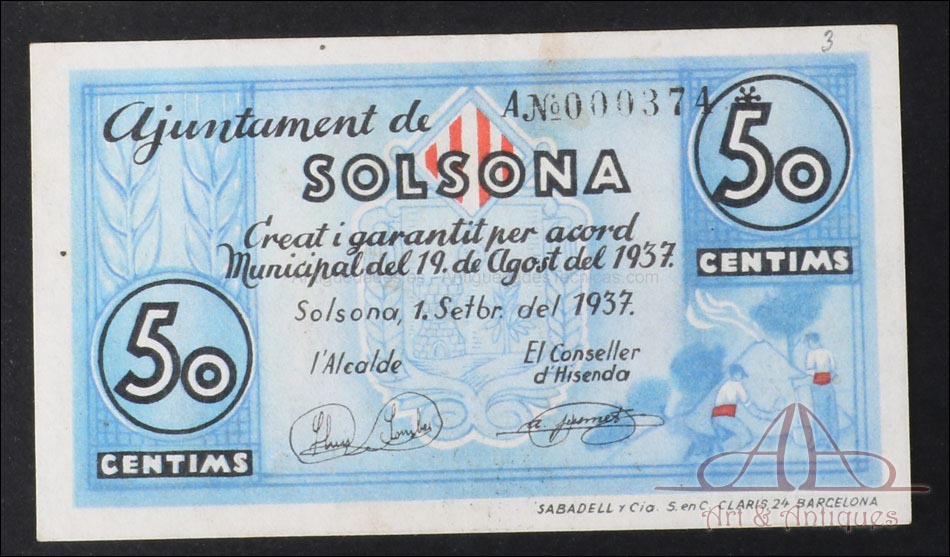 3
Ajuntament de
A.№000374
SOLSONA
Creat i garantit per acord
Municipal del 19. de Agost del 1937.
Solsona, 1. Setbr. del 1937.
l'Alcalde
El Conseller
d'Hisenda
50
CENTIMS
50
CENTIMS
SABADELL y Cia. S. en C. CLARIS, 24 BARCELONA
Art & Antiques